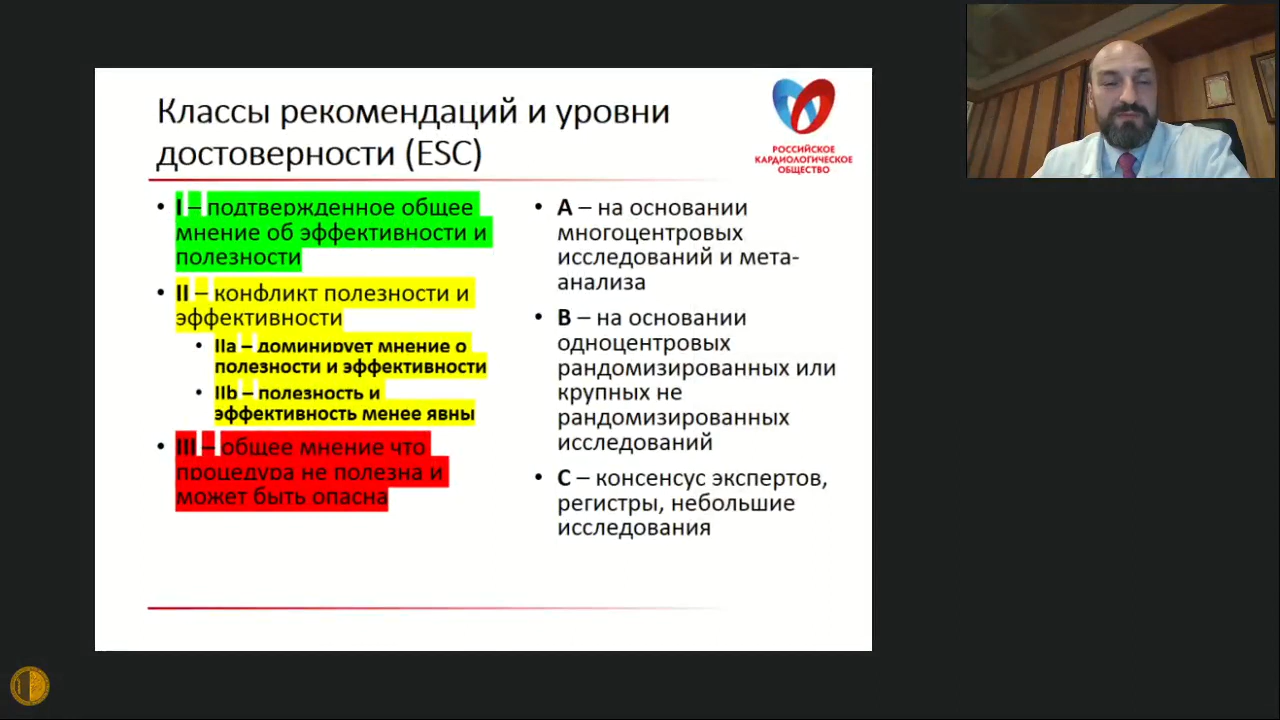 Классы рекомендаций и уровни
достоверности (ESC)
РОССИЙСКОЕ
КАРДИОЛОГИЧЕСКОЕ
ОБЩЕСТВО
• I – подтвержденное общее
мнение об эффективности и
полезности
• II – конфликт полезности и
эффективности
• IIa – доминирует мнение о
полезности и эффективности
• IIb – полезность и
эффективность менее явны
• III – общее мнение что
процедура не полезна и
может быть опасна
• A – на основании
многоцентровых
исследований и мета-
анализа
• B – на основании
одноцентровых
рандомизированных или
крупных не
рандомизированных
исследований
• C – консенсус экспертов,
регистры, небольшие
исследования